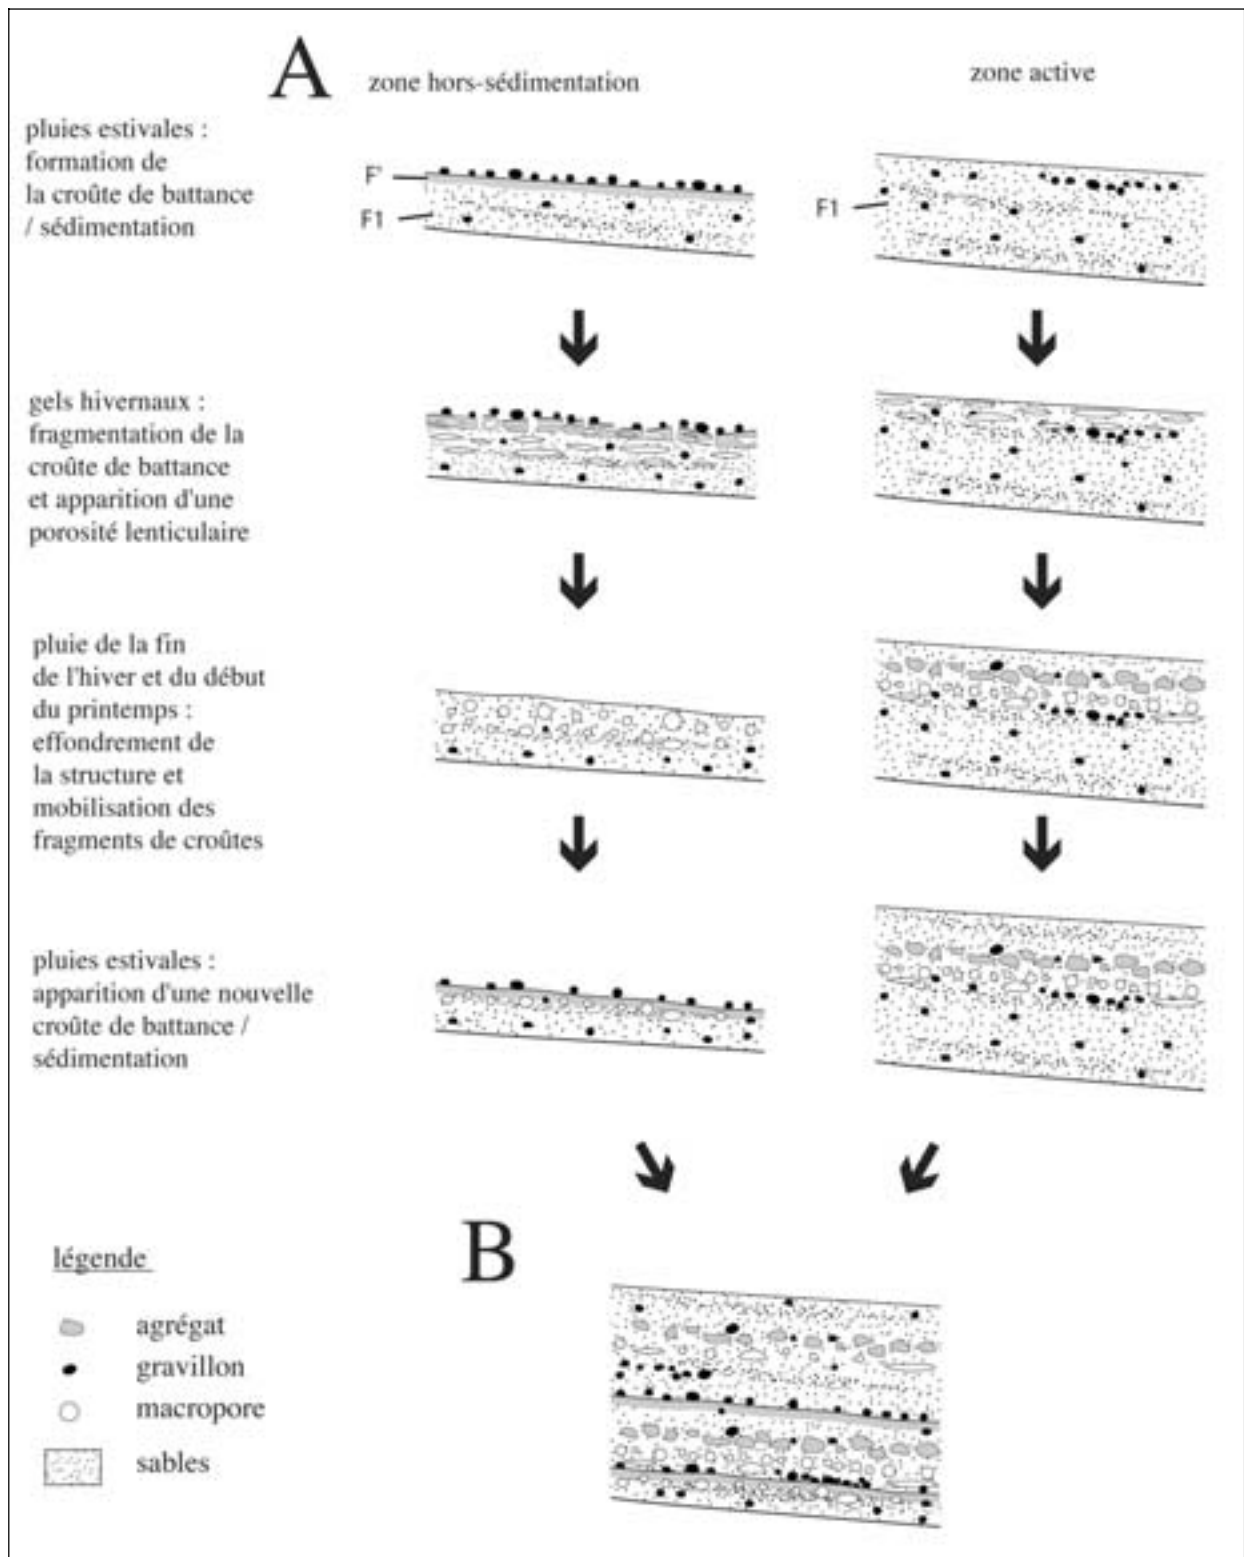 A
zone hors-sédimentation
zone active
pluies estivales :
formation de
la croûte de battance
/ sédimentation
F'
F1
F1
gels hivernaux :
fragmentation de la
croûte de battance
et apparition d'une
porosité lenticulaire
pluie de la fin
de l'hiver et du début
du printemps :
effondrement de
la structure et
mobilisation des
fragments de croûtes
pluies estivales :
apparition d'une nouvelle
croûte de battance /
sédimentation
B
légende
agrégat
gravillon
macropore
sables